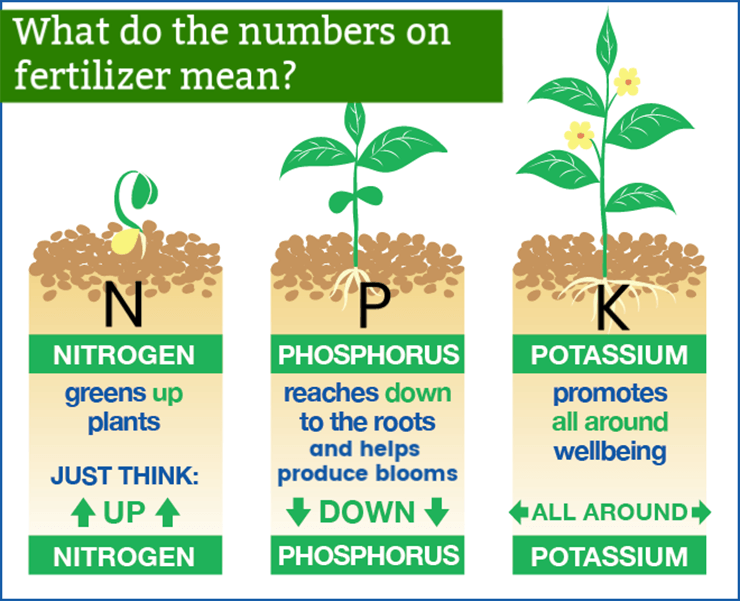 What do the numbers on
fertilizer mean?
N
NITROGEN
greens up
plants
JUST THINK:
UP
NITROGEN
P
PHOSPHORUS
reaches down
to the roots
and helps
produce blooms
DOWN
PHOSPHORUS
K
POTASSIUM
promotes
all around
wellbeing
ALL AROUND
POTASSIUM